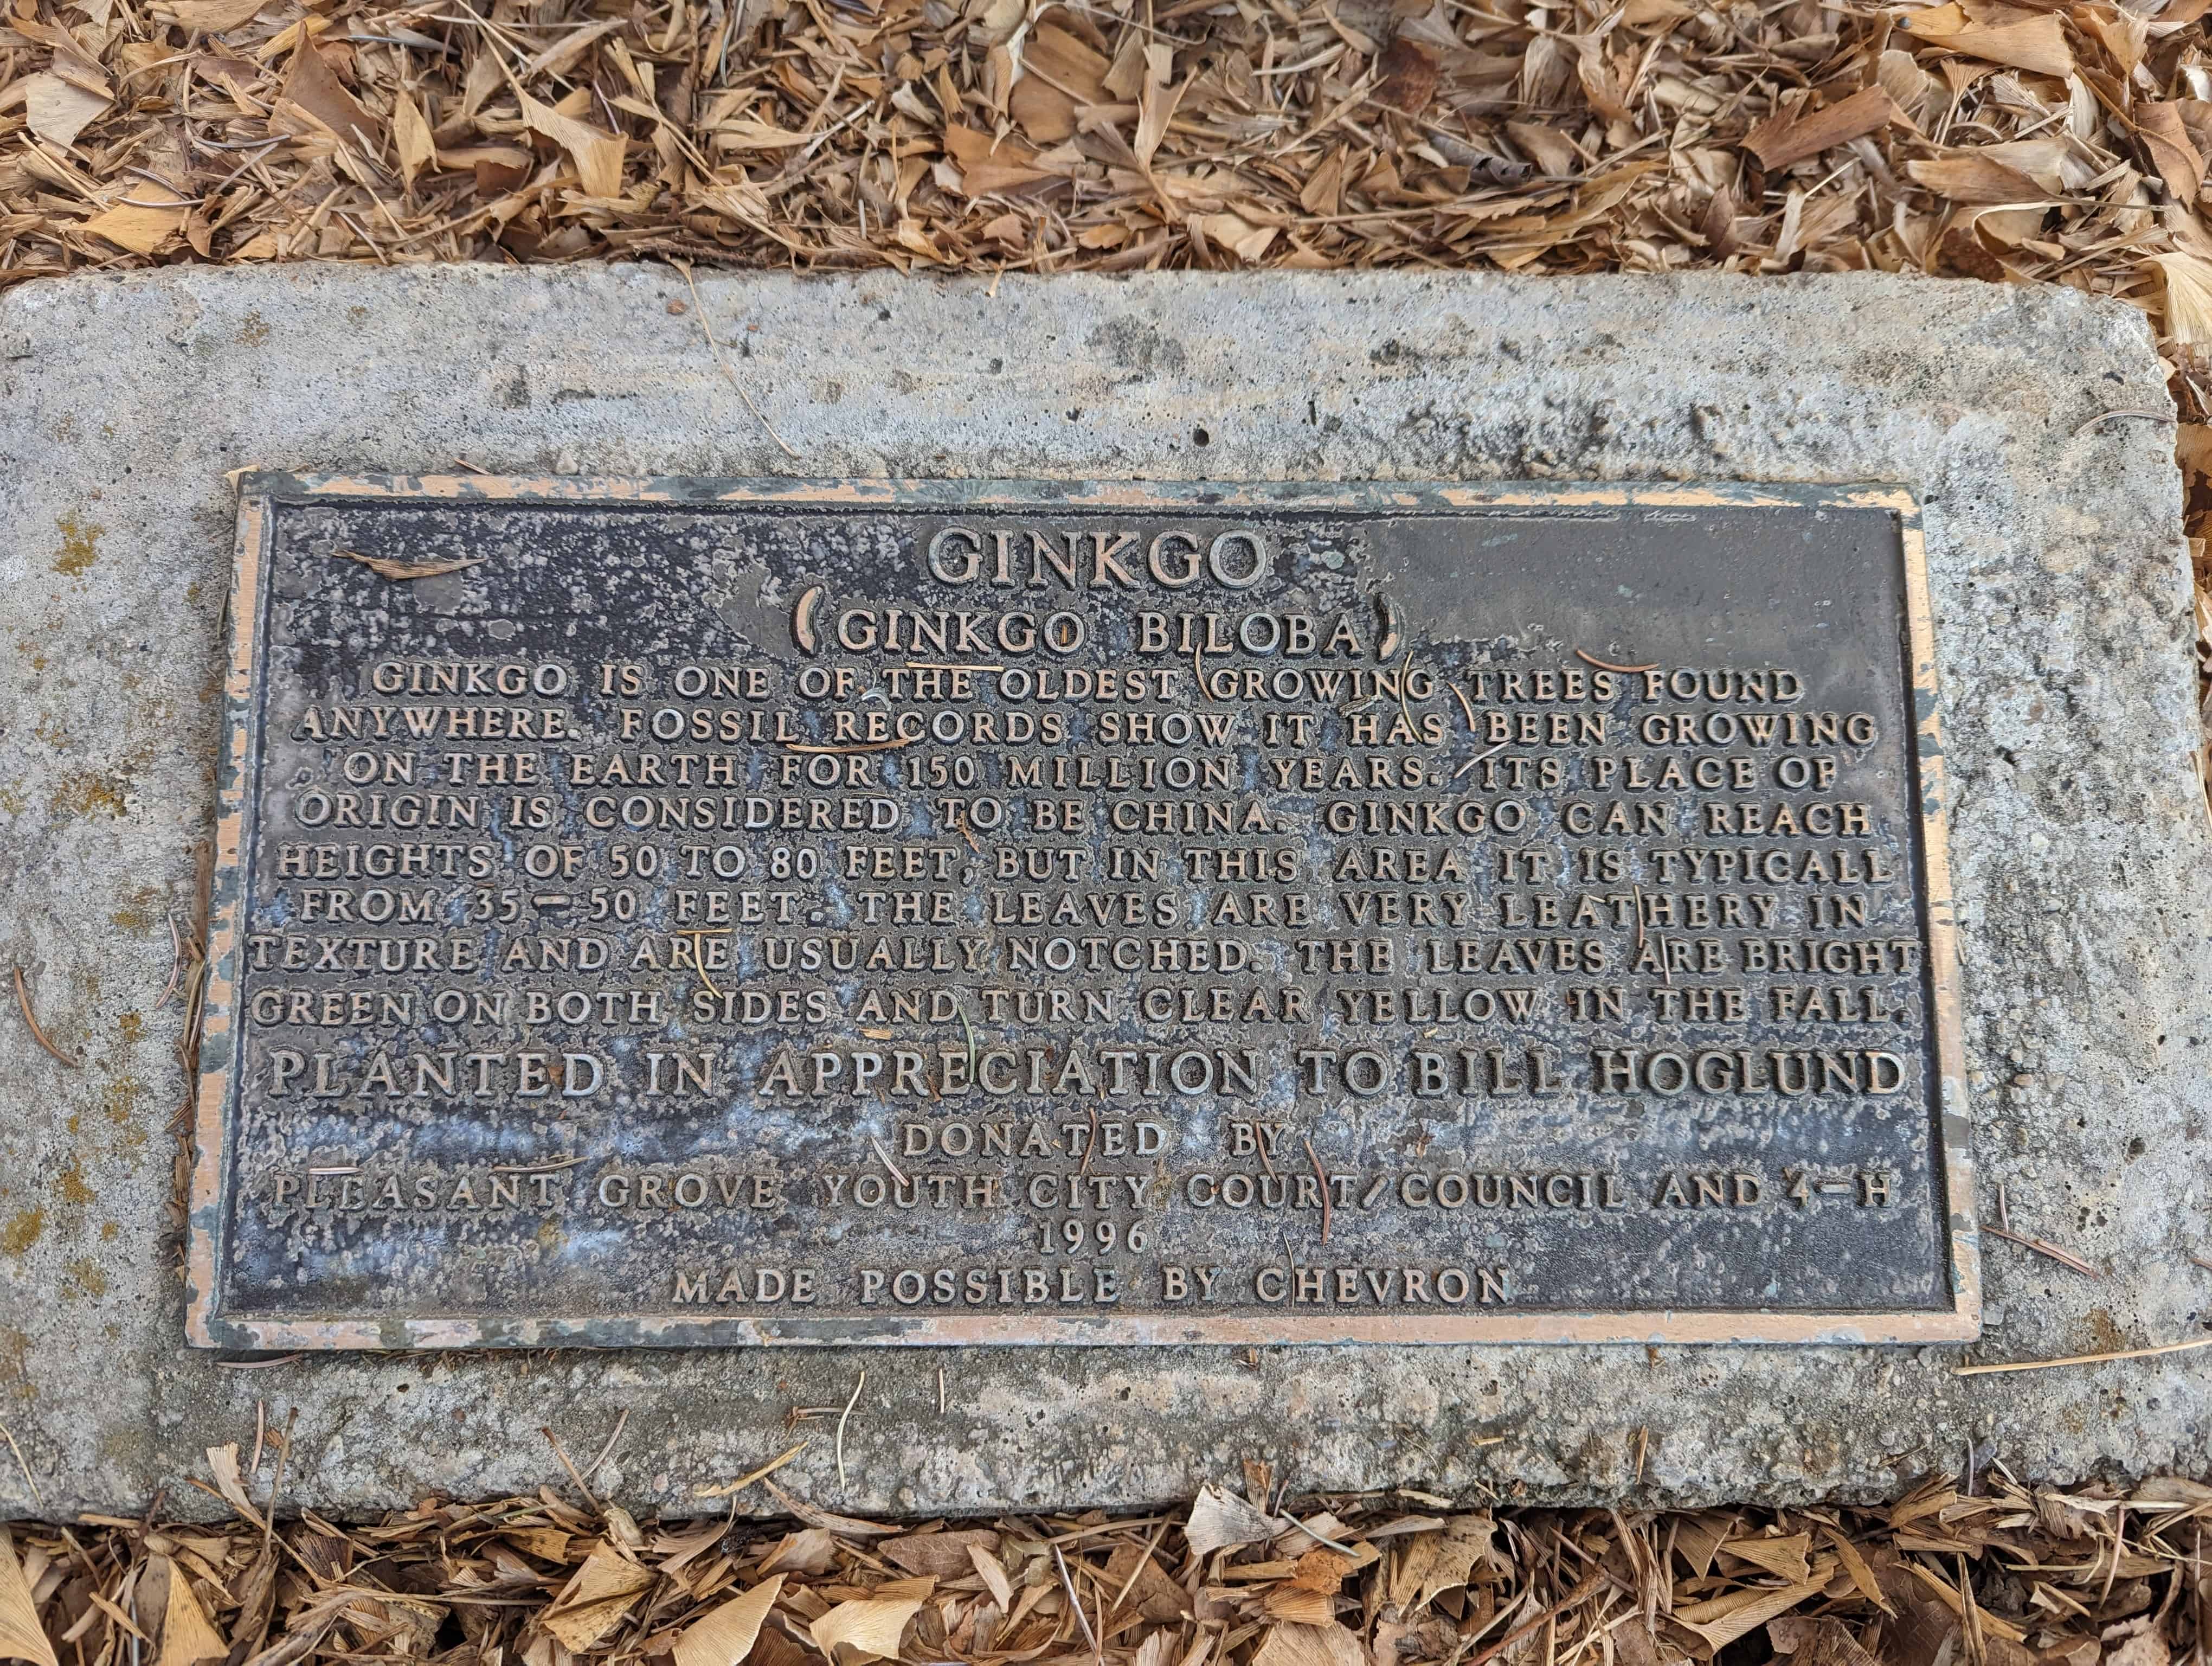 GINKGO
(GINKGO BILOBA)
GINKGO IS ONE OF THE OLDEST GROWING TREES FOUND
ANYWHERE. FOSSIL RECORDS SHOW IT HAS BEEN GROWING
ON THE EARTH FOR 150 MILLION YEARS. ITS PLACE OF
ORIGIN IS CONSIDERED TO BE CHINA. GINKGO CAN REACH
HEIGHTS OF 50 TO 80 FEET, BUT IN THIS AREA IT IS TYPICALL
FROM 35-50 FEET. THE LEAVES ARE VERY LEATHERY IN
TEXTURE AND ARE USUALLY NOTCHED. THE LEAVES ARE BRIGHT
GREEN ON BOTH SIDES AND TURN CLEAR YELLOW IN THE FALL.
PLANTED IN APPRECIATION TO BILL HOGLUND
DONATED BY
PLEASANT GROVE YOUTH CITY COURT/COUNCIL AND 4-H
1996
MADE POSSIBLE BY CHEVRON